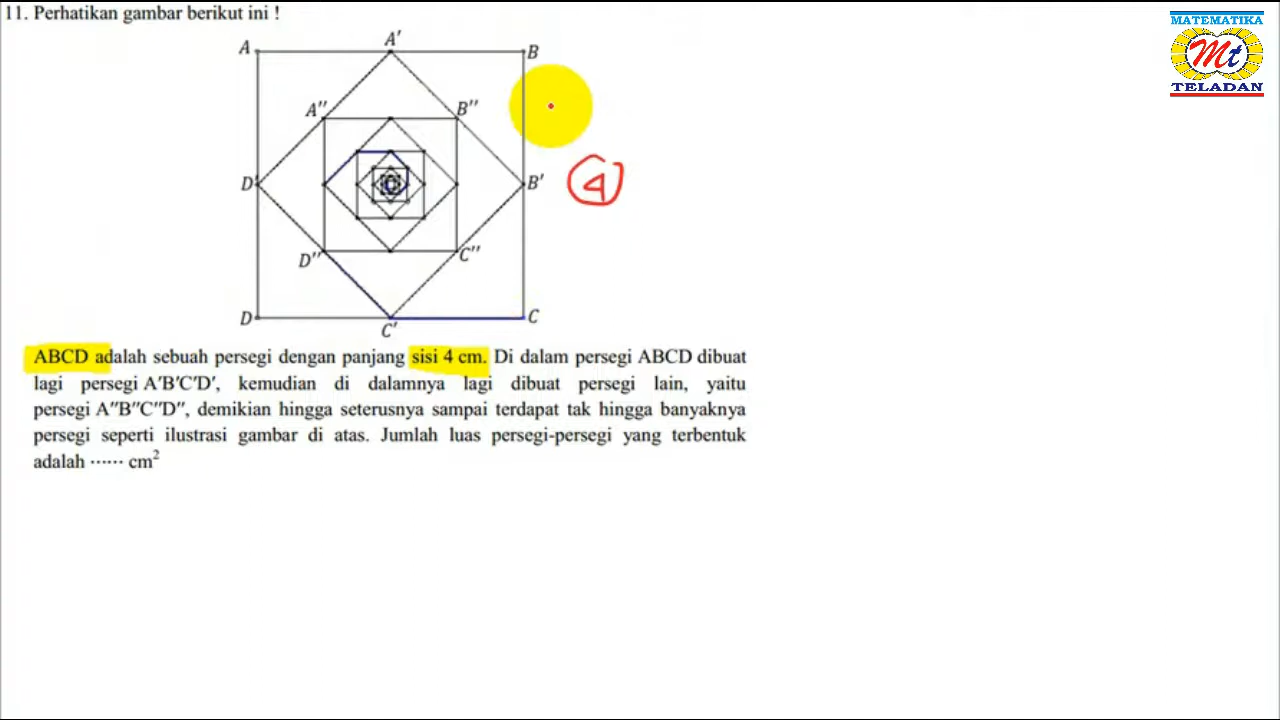 11. Perhatikan gambar berikut ini !
MATEMATIKA
Mt
TELADAN
A
A′
B
A′′
B′′
D′
B′
4
D′′
C′′
D
C′
C
ABCD adalah sebuah persegi dengan panjang sisi 4 cm. Di dalam persegi ABCD dibuat
lagi persegi A′B′C′D′, kemudian di dalamnya lagi dibuat persegi lain, yaitu
persegi A′′B′′C′′D′′, demikian hingga seterusnya sampai terdapat tak hingga banyaknya
persegi seperti ilustrasi gambar di atas. Jumlah luas persegi-persegi yang terbentuk
adalah ······ cm²